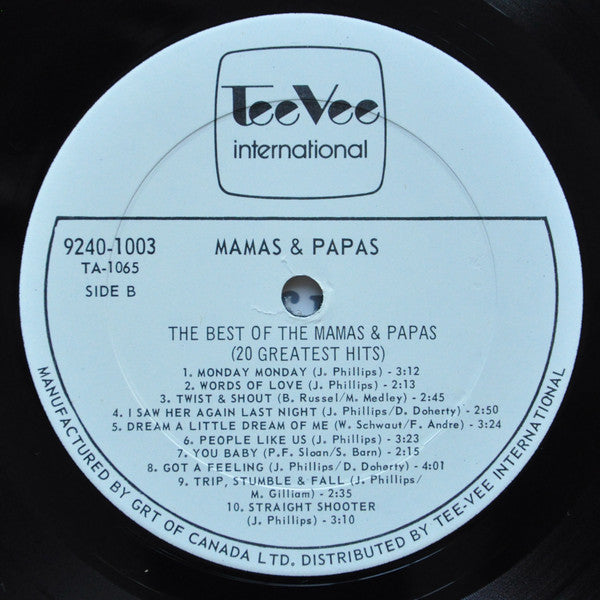 TeeVee
international
9240-1003 MAMAS & PAPAS
TA-1065
SIDE B
THE BEST OF THE MAMAS & PAPAS
(20 GREATEST HITS)
1. MONDAY MONDAY (J. Phillips) - 3:12
2. WORDS OF LOVE (J. Phillips) - 2:13
3. TWIST & SHOUT (B. Russel/M. Medley) - 2:45
4. I SAW HER AGAIN LAST NIGHT (J. Phillips/D. Doherty) - 2:50
5. DREAM A LITTLE DREAM OF ME (W. Schwaut/F. Andre) - 3:24
6. PEOPLE LIKE US (J. Phillips) - 3:23
7. YOU BABY (P.F. Sloan/S. Barn) - 2:15
8. GOT A FEELING (J. Phillips/D. Doherty) - 4:01
9. TRIP, STUMBLE & FALL (J. Phillips/
M. Gilliam) - 2:35
10. STRAIGHT SHOOTER
(J. Phillips) - 3:10
MANUFACTURED BY GRT OF CANADA LTD. DISTRIBUTED BY TEE-VEE INTERNATIONAL